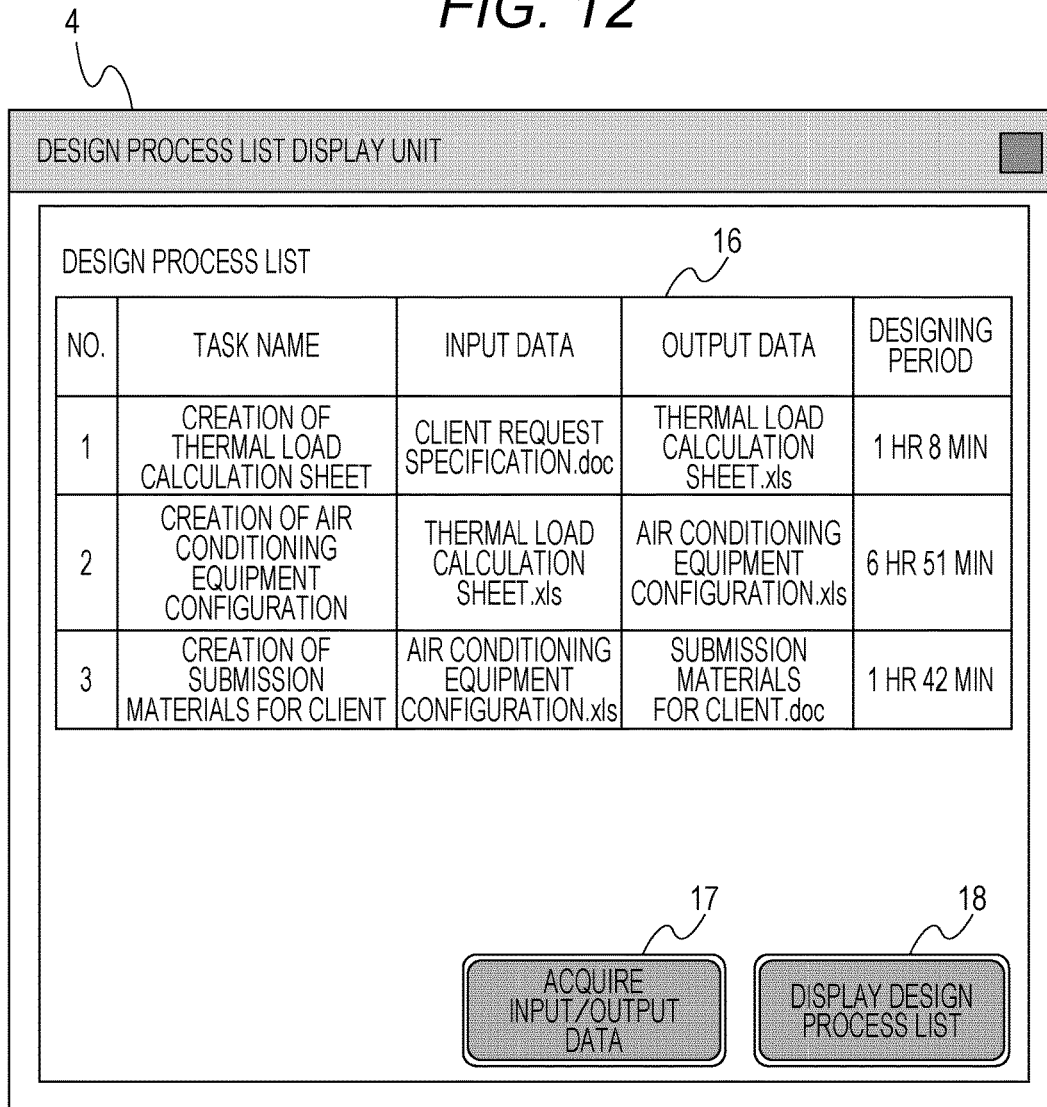 FIG. 12
4
DESIGN PROCESS LIST DISPLAY UNIT
16
DESIGN PROCESS LIST
NO.
TASK NAME
INPUT DATA
OUTPUT DATA
DESIGNING
PERIOD
1
CREATION OF
THERMAL LOAD
CALCULATION SHEET
CLIENT REQUEST
SPECIFICATION.doc
THERMAL LOAD
CALCULATION
SHEET.xls
1 HR 8 MIN
2
CREATION OF AIR
CONDITIONING
EQUIPMENT
CONFIGURATION
THERMAL LOAD
CALCULATION
SHEET.xls
AIR CONDITIONING
EQUIPMENT
CONFIGURATION.xls
6 HR 51 MIN
3
CREATION OF
SUBMISSION
MATERIALS FOR CLIENT
AIR CONDITIONING
EQUIPMENT
CONFIGURATION.xls
SUBMISSION
MATERIALS
FOR CLIENT.doc
1 HR 42 MIN
17
18
ACQUIRE
INPUT/OUTPUT
DATA
DISPLAY DESIGN
PROCESS LIST